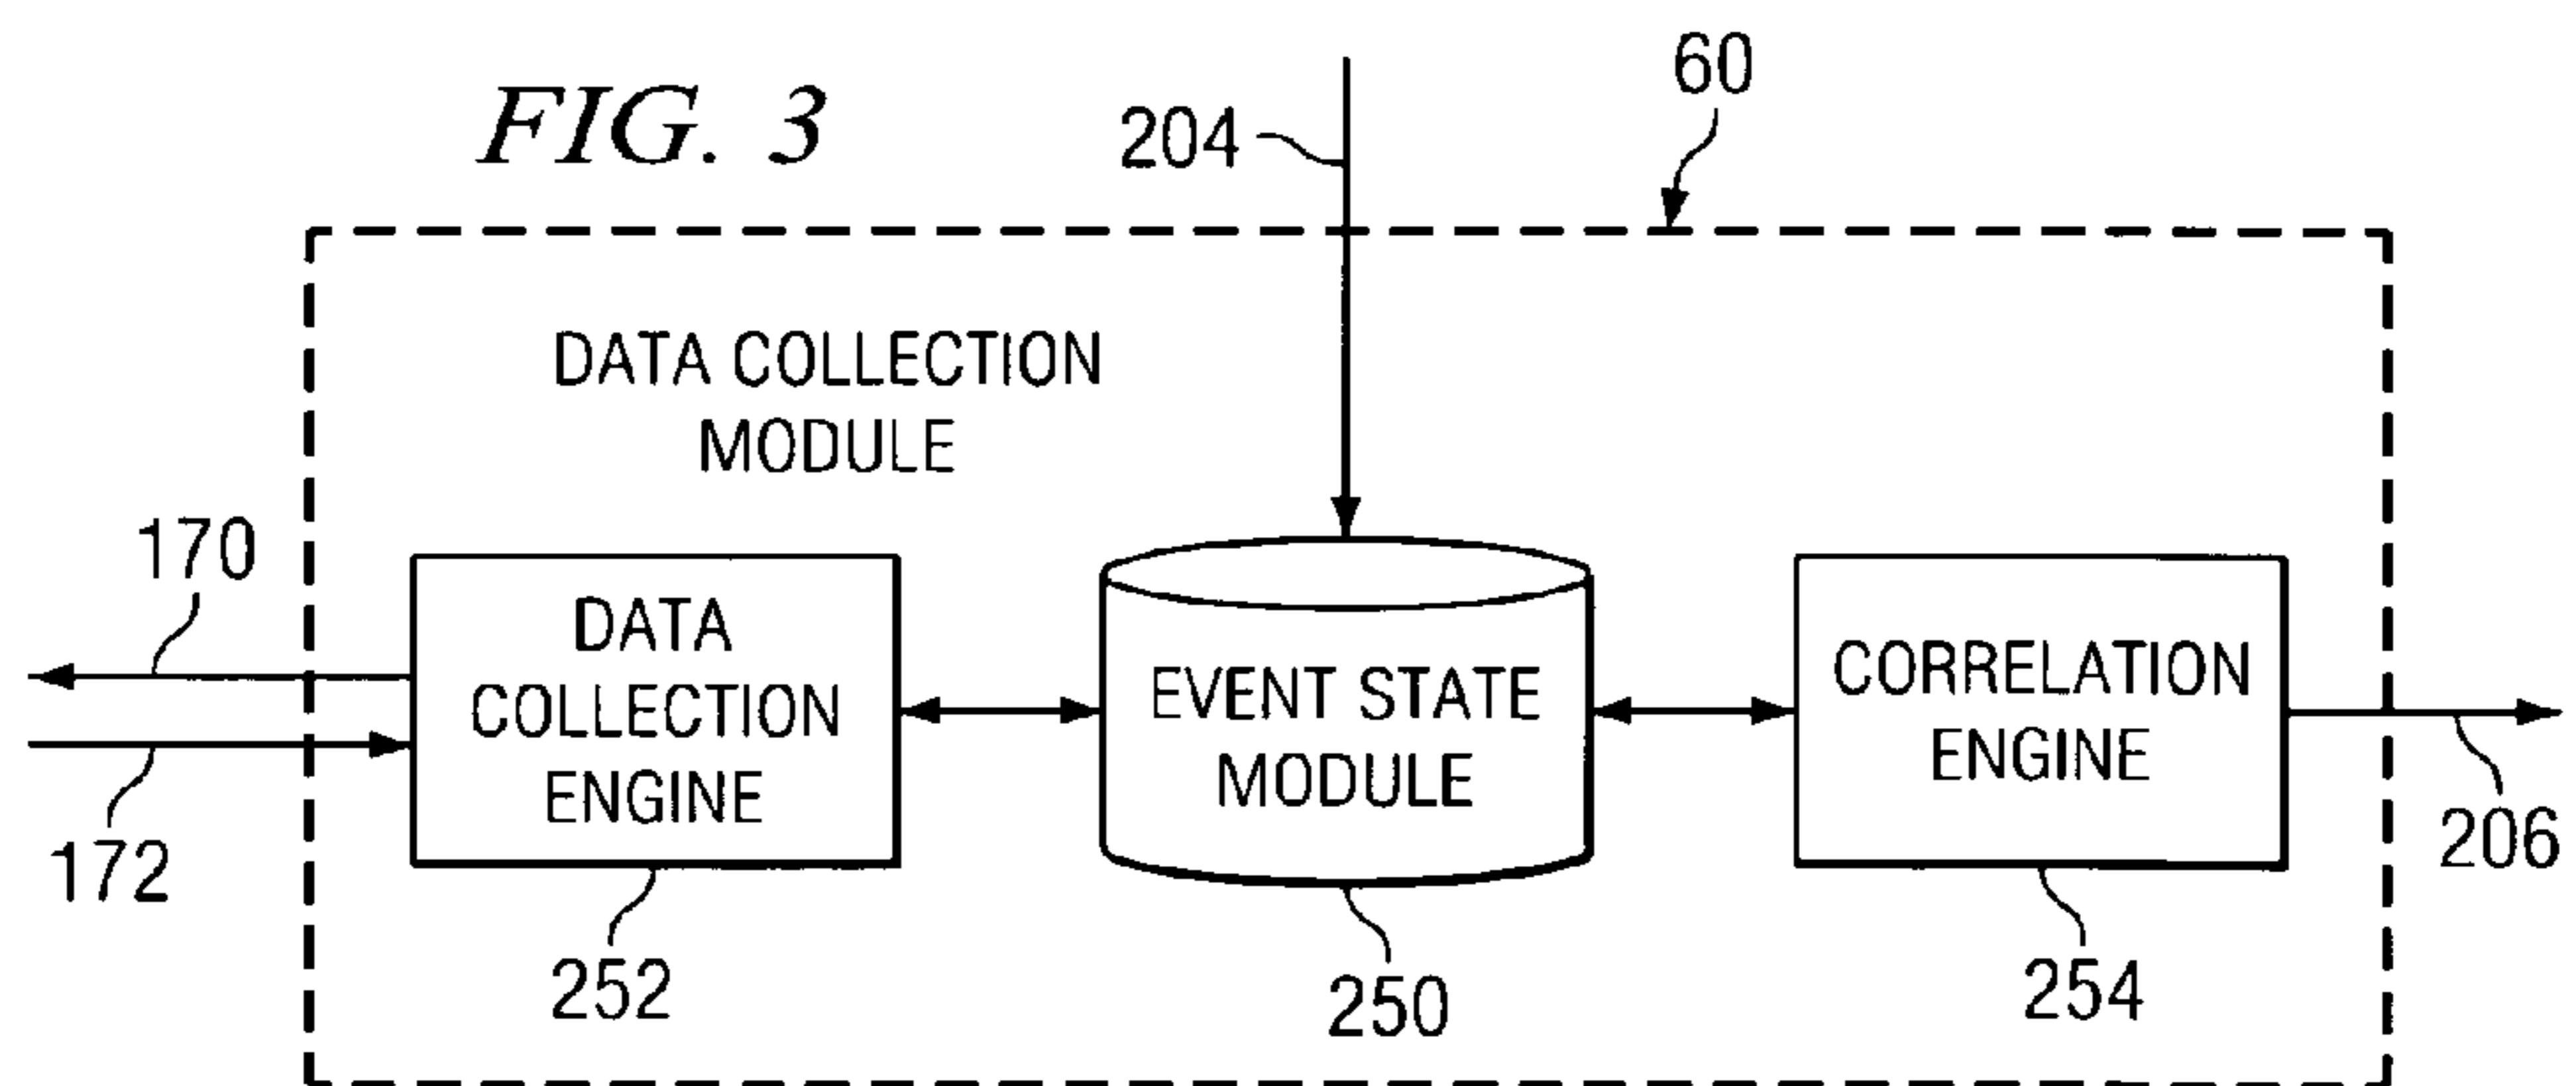 FIG. 3
60
204
DATA COLLECTION
MODULE
170
172
DATA
COLLECTION
ENGINE
EVENT STATE
MODULE
CORRELATION
ENGINE
206
252
250
254